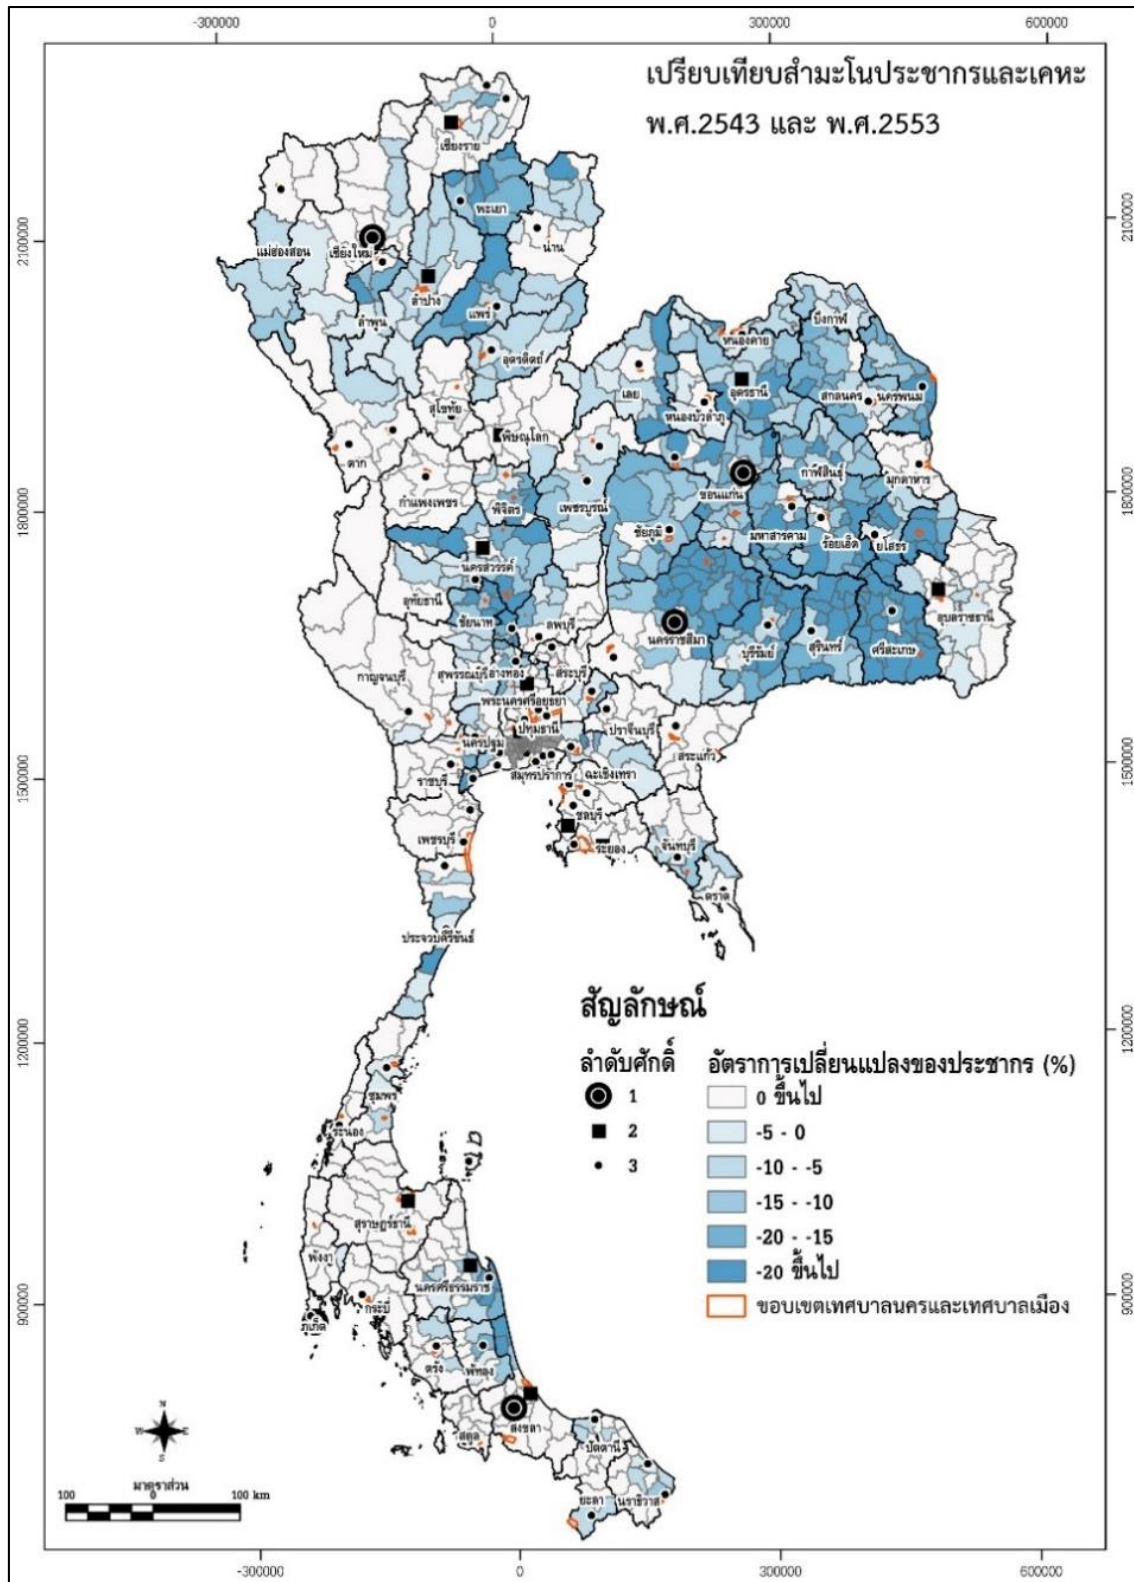 -300000
0
300000
600000
เปรียบเทียบสำมะโนประชากรและเคหะ
พ.ศ.2543 และ พ.ศ.2553
เชียงราย
พะเยา
น่าน
แม่ฮ่องสอน
เชียงใหม่
ลำปาง
ลำพูน
แพร่
อุตรดิตถ์
สุโขทัย
ตาก
พิษณุโลก
กำแพงเพชร
พิจิตร
เพชรบูรณ์
เลย
หนองบัวลำภู
หนองคาย
อุดรธานี
บึงกาฬ
สกลนคร
นครพนม
ขอนแก่น
กาฬสินธุ์
มุกดาหาร
ชัยภูมิ
มหาสารคาม
ร้อยเอ็ด
ยโสธร
นครราชสีมา
บุรีรัมย์
สุรินทร์
ศรีสะเกษ
อุบลราชธานี
นครสวรรค์
อุทัยธานี
ชัยนาท
ลพบุรี
กาญจนบุรี
สุพรรณบุรี
อ่างทอง
สระบุรี
พระนครศรีอยุธยา
ปทุมธานี
นครปฐม
ปราจีนบุรี
สระแก้ว
ราชบุรี
สมุทรปราการ
ฉะเชิงเทรา
ชลบุรี
ระยอง
จันทบุรี
ตราด
เพชรบุรี
ประจวบคีรีขันธ์
ชุมพร
ระนอง
สุราษฎร์ธานี
พังงา
นครศรีธรรมราช
กระบี่
ภูเก็ต
ตรัง
พัทลุง
สงขลา
สตูล
ปัตตานี
ยะลา
นราธิวาส
2100000
1800000
1500000
1200000
900000
2100000
1800000
1500000
1200000
900000
สัญลักษณ์
ลำดับศักดิ์
1
2
3
อัตราการเปลี่ยนแปลงของประชากร (%)
0 ขึ้นไป
-5 - 0
-10 - -5
-15 - -10
-20 - -15
-20 ขึ้นไป
ขอบเขตเทศบาลนครและเทศบาลเมือง
N
W
E
S
มาตราส่วน
100
0
100 km
-300000
0
300000
600000